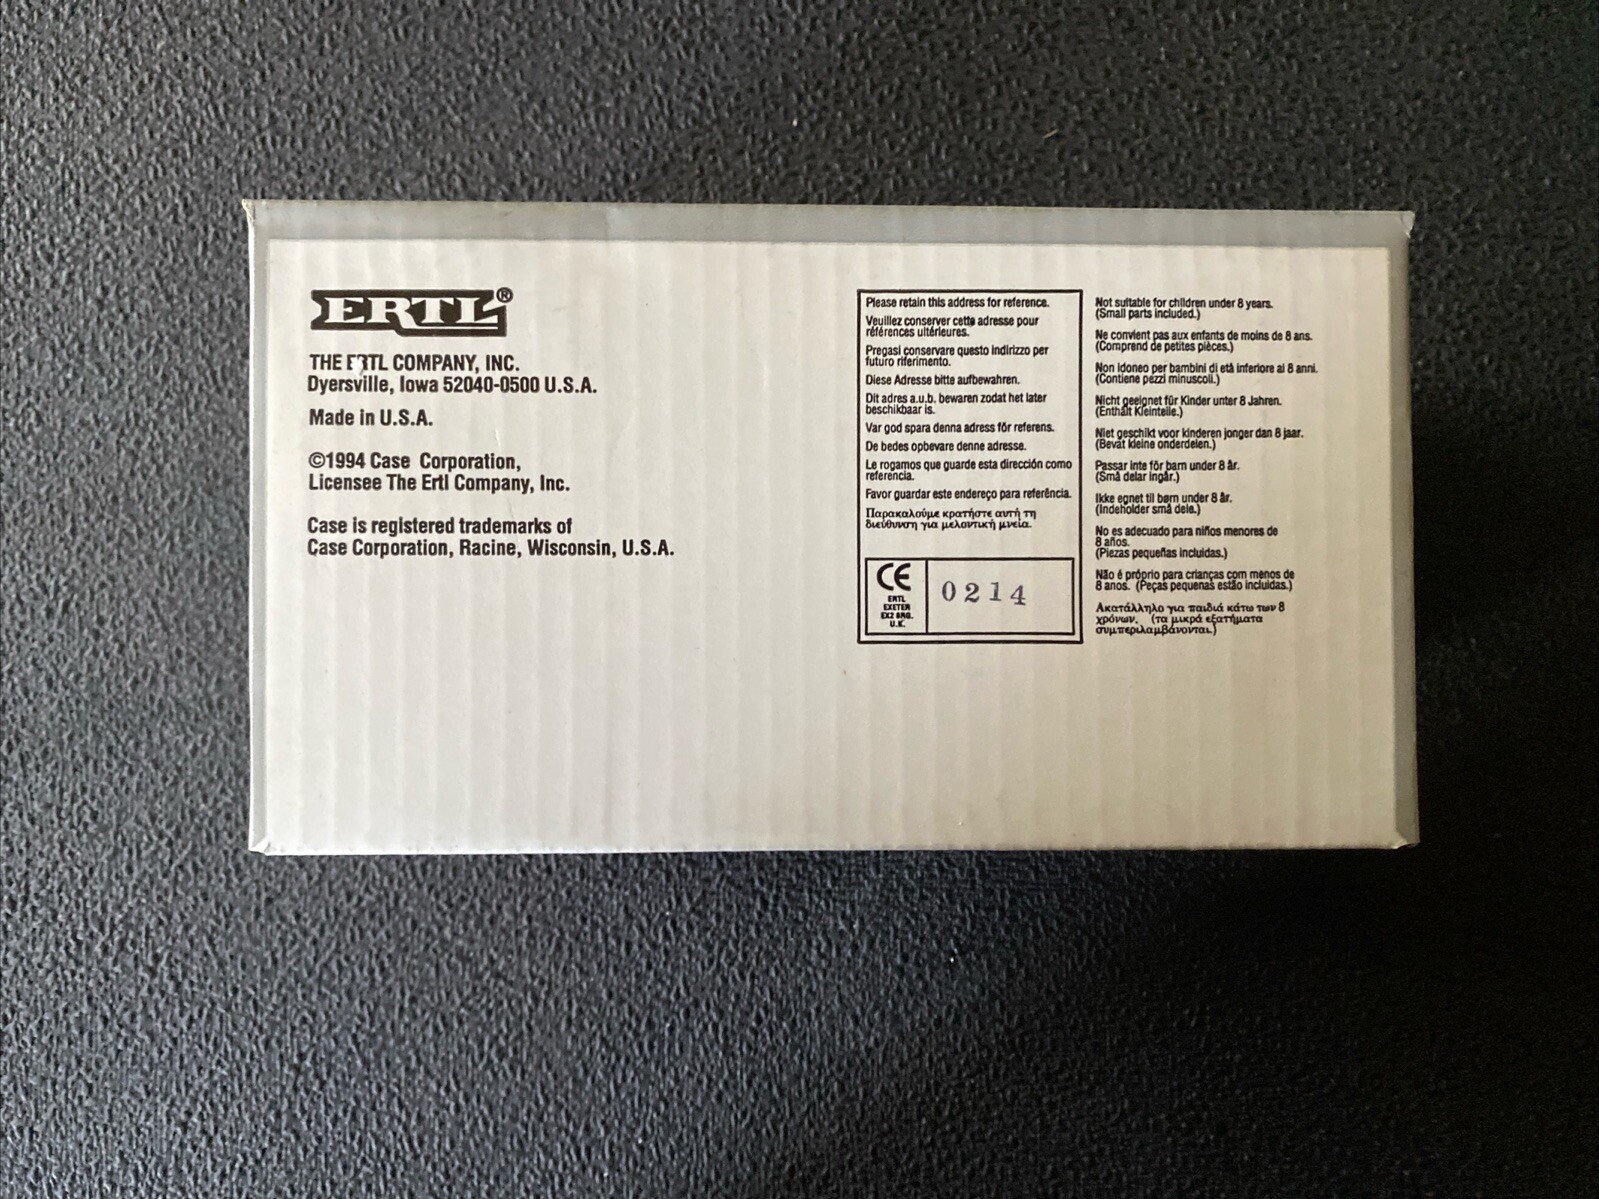 ERTL®
THE ERTL COMPANY, INC.
Dyersville, Iowa 52040-0500 U.S.A.
Made in U.S.A.
©1994 Case Corporation,
Licensee The Ertl Company, Inc.
Case is registered trademarks of
Case Corporation, Racine, Wisconsin, U.S.A.
Please retain this address for reference.
Veuillez conserver cette adresse pour
références ultérieures.
Pregasi conservare questo indirizzo per
futuro riferimento.
Diese Adresse bitte aufbewahren.
Dit adres a.u.b. bewaren zodat het later
beschikbaar is.
Var god spara denna adress för referens.
De bedes opbevare denne adresse.
Le rogamos que guarde esta dirección como
referencia.
Favor guardar este endereço para referência.
Παρακαλούμε κρατήστε αυτή τη
διεύθυνση για μελοντική μνεία.
CE
ERTL
EXETER
EX2
U.K.
0214
Not suitable for children under 8 years.
(Small parts included.)
Ne convient pas aux enfants de moins de 8 ans.
(Comprend de petites pièces.)
Non idoneo per bambini di età inferiore ai 8 anni.
(Contiene pezzi minuscoli.)
Nicht geeignet für Kinder unter 8 Jahren.
(Enthält Kleinteile.)
Niet geschikt voor kinderen jonger dan 8 jaar.
(Bevat kleine onderdelen.)
Passar inte för barn under 8 år.
(Små delar ingår.)
Ikke egnet til børn under 8 år.
(Indeholder små dele.)
No es adecuado para niños menores de
8 años.
(Piezas pequeñas incluidas.)
Não é próprio para crianças com menos de
8 anos. (Peças pequenas estão incluidas.)
Ακατάλληλο για παιδιά κάτω των 8
χρόνων. (τα μικρά εξατήματα
συμπεριλαμβάνονται.)